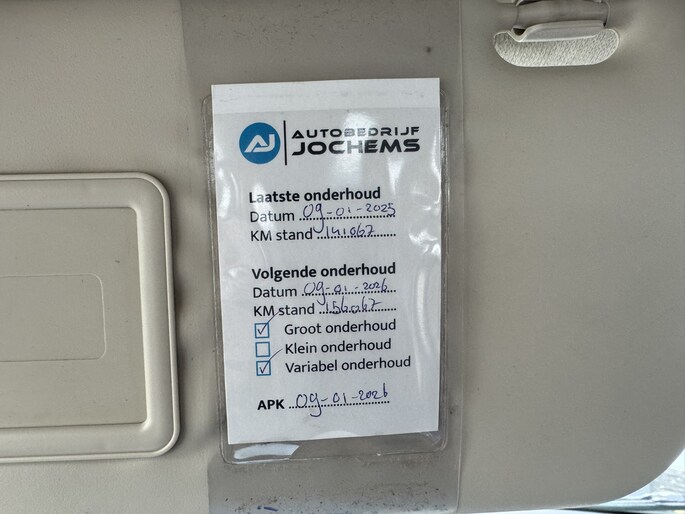 AJ AUTOBEDRIJF
JOCHEMS
Laatste onderhoud
Datum 09-01-2025
KM stand 141067
Volgende onderhoud
Datum 09-01-2026
KM stand 156067
Groot onderhoud
Klein onderhoud
Variabel onderhoud
APK 09-01-2026